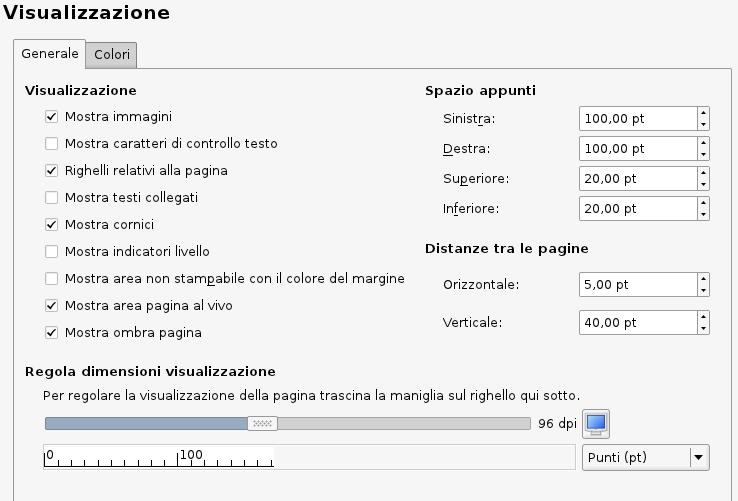 Visualizzazione
Generale
Colori
Visualizzazione
Mostra immagini
Mostra caratteri di controllo testo
Righelli relativi alla pagina
Mostra testi collegati
Mostra cornici
Mostra indicatori livello
Mostra area non stampabile con il colore del margine
Mostra area pagina al vivo
Mostra ombra pagina
Spazio appunti
Sinistra: 100,00 pt
Destra: 100,00 pt
Superiore: 20,00 pt
Inferiore: 20,00 pt
Distanze tra le pagine
Orizzontale: 5,00 pt
Verticale: 40,00 pt
Regola dimensioni visualizzazione
Per regolare la visualizzazione della pagina trascina la maniglia sul righello qui sotto.
96 dpi
0 100
Punti (pt)